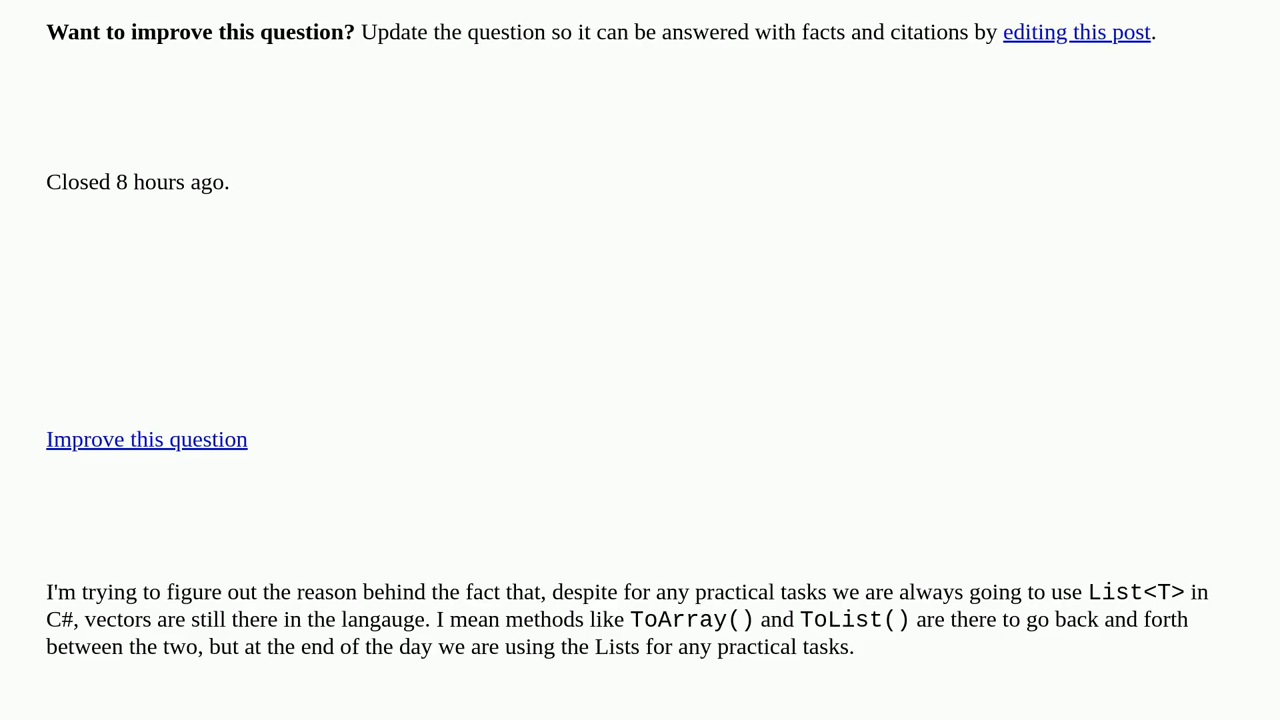 Want to improve this question? Update the question so it can be answered with facts and citations by editing this post.
Closed 8 hours ago.
Improve this question
I'm trying to figure out the reason behind the fact that, despite for any practical tasks we are always going to use List<T> in
C#, vectors are still there in the langauge. I mean methods like ToArray() and ToList() are there to go back and forth
between the two, but at the end of the day we are using the Lists for any practical tasks.